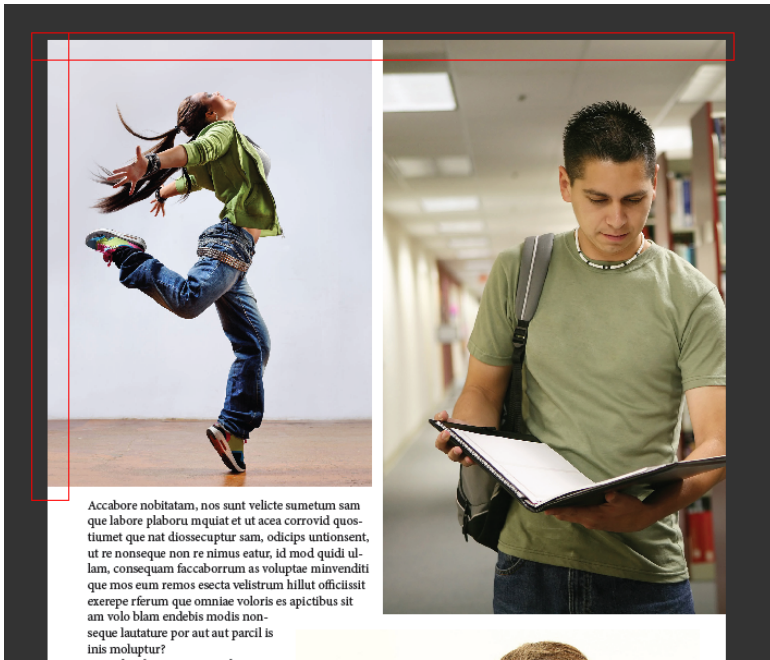 Accabore nobitatam, nos sunt velicte sumetum sam
que labore plaboru mquiat et ut acea corrovid quos-
tiumet que nat diossecuptur sam, odicips untionsent,
ut re nonseque non re nimus eatur, id mod quidi ul-
lam, consequam faccaborrum as voluptae minvenditi
que mos eum remos esecta velistrum hillut officiissit
exerepe rferum que omniae voloris es apictibus sit
am volo blam endebis modis non-
seque lautature por aut aut parcil is
inis moluptur?